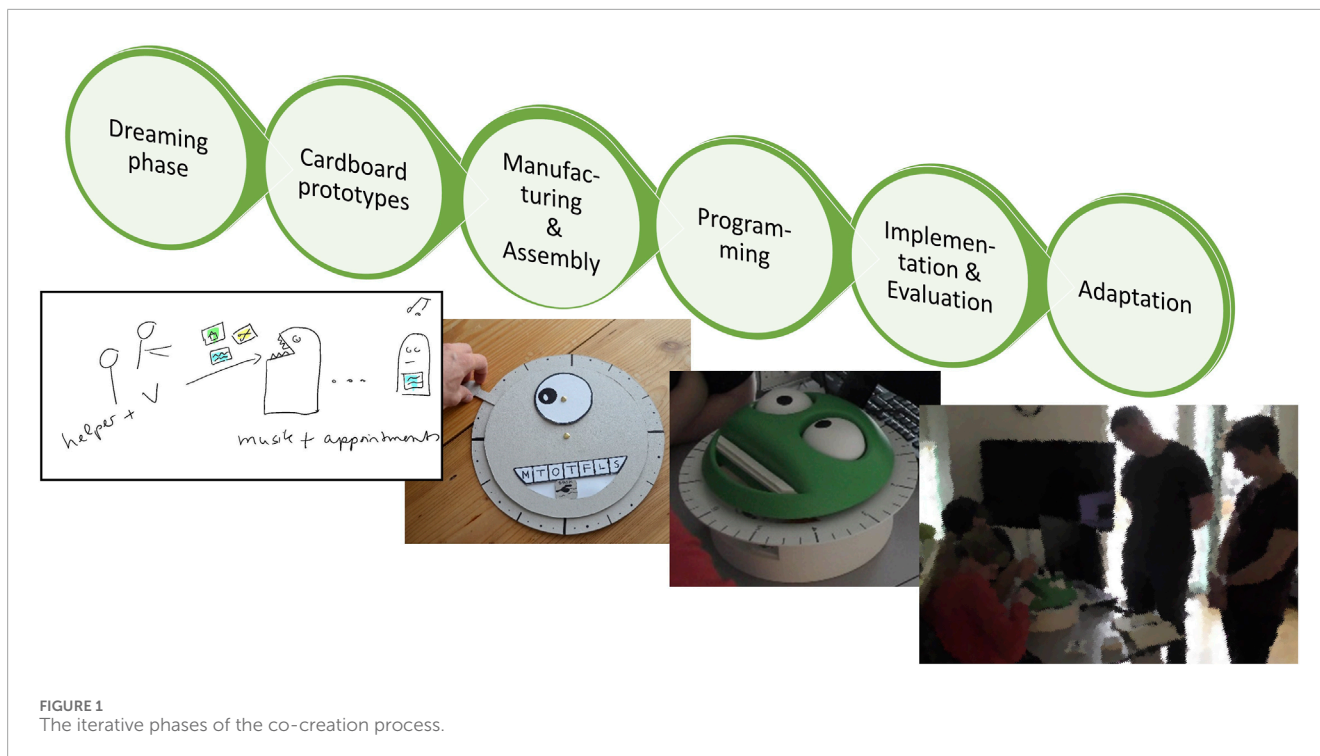 Dreaming
phase
Cardboard
prototypes
Manufac-
turing
&
Assembly
Program-
ming
Implemen-
tation &
Evaluation
Adaptation
helper + V
musik + appointments
...
M T O T F L S
FIGURE 1
The iterative phases of the co-creation process.